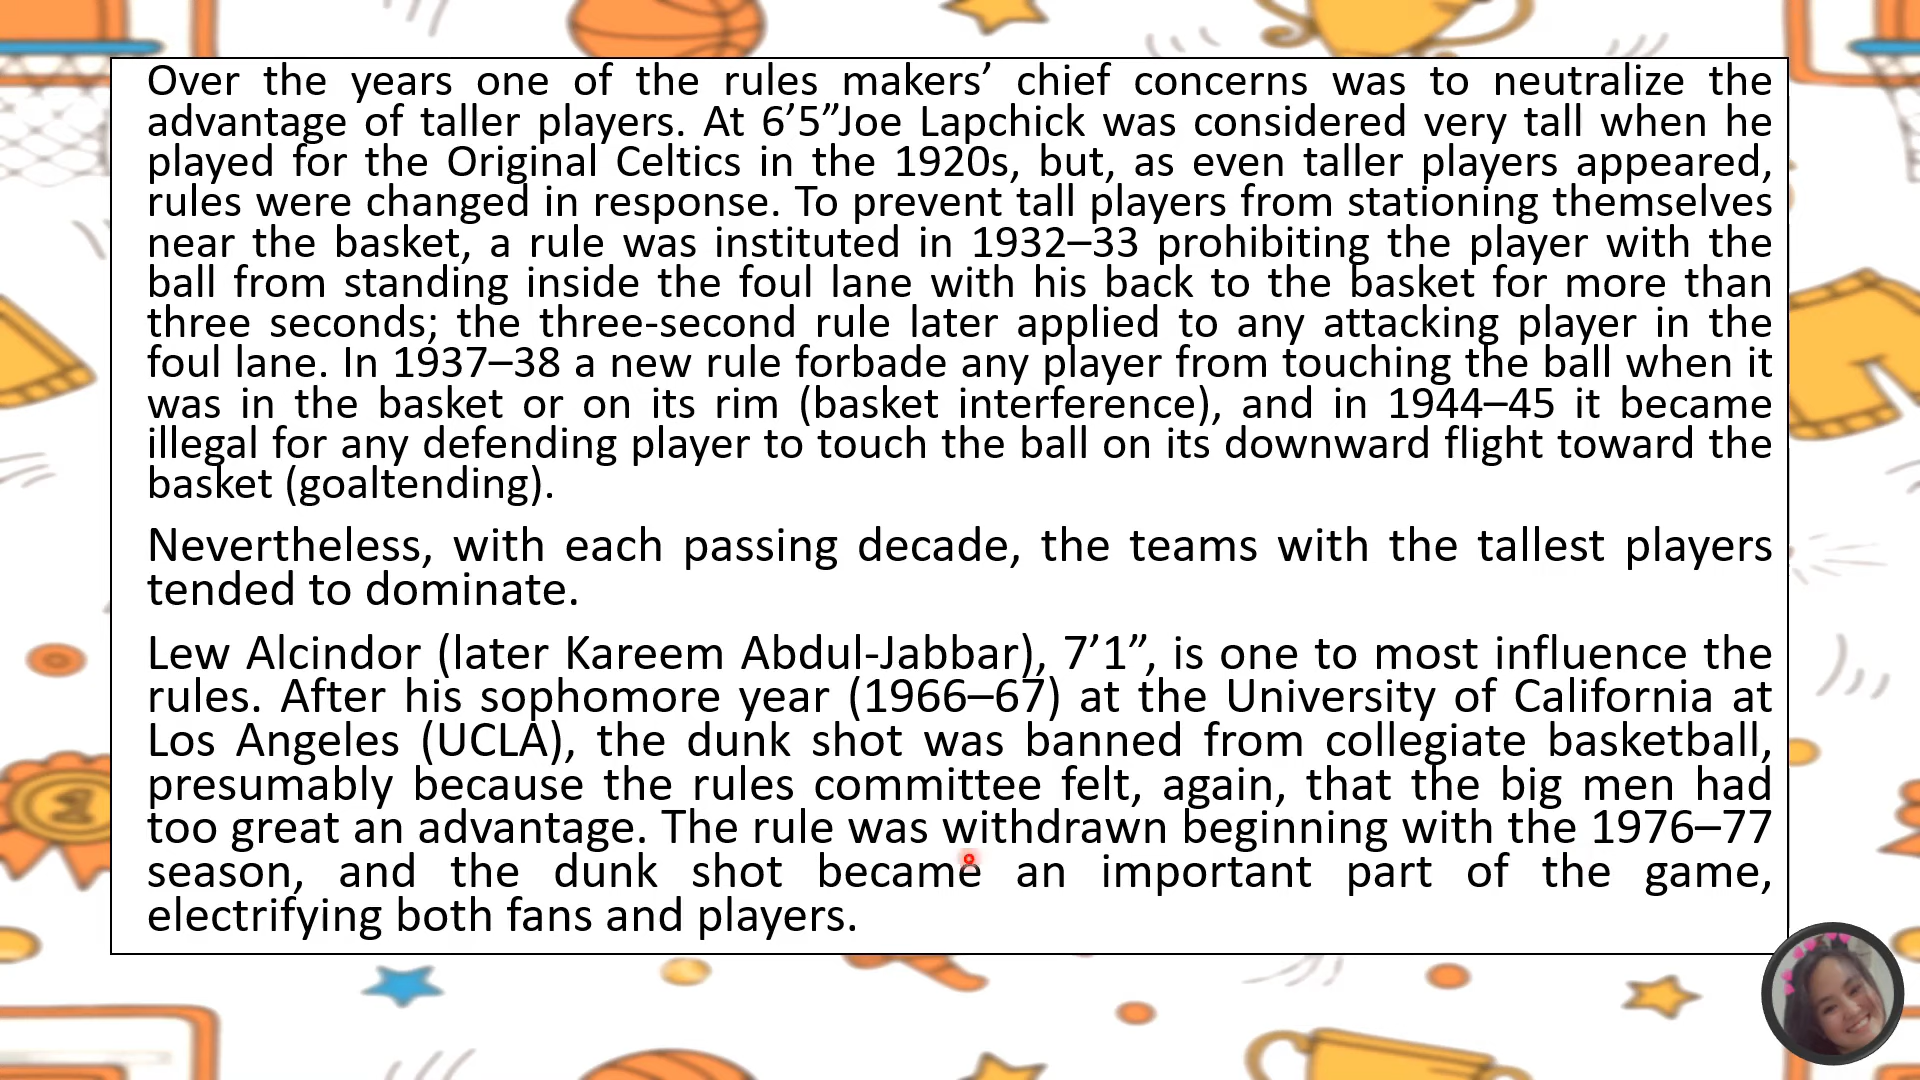 Over the years one of the rules makers’ chief concerns was to neutralize the
advantage of taller players. At 6’5”Joe Lapchick was considered very tall when he
played for the Original Celtics in the 1920s, but, as even taller players appeared,
rules were changed in response. To prevent tall players from stationing themselves
near the basket, a rule was instituted in 1932–33 prohibiting the player with the
ball from standing inside the foul lane with his back to the basket for more than
three seconds; the three-second rule later applied to any attacking player in the
foul lane. In 1937–38 a new rule forbade any player from touching the ball when it
was in the basket or on its rim (basket interference), and in 1944–45 it became
illegal for any defending player to touch the ball on its downward flight toward the
basket (goaltending).
Nevertheless, with each passing decade, the teams with the tallest players
tended to dominate.
Lew Alcindor (later Kareem Abdul-Jabbar), 7’1”, is one to most influence the
rules. After his sophomore year (1966–67) at the University of California at
Los Angeles (UCLA), the dunk shot was banned from collegiate basketball,
presumably because the rules committee felt, again, that the big men had
too great an advantage. The rule was withdrawn beginning with the 1976–77
season, and the dunk shot became an important part of the game,
electrifying both fans and players.